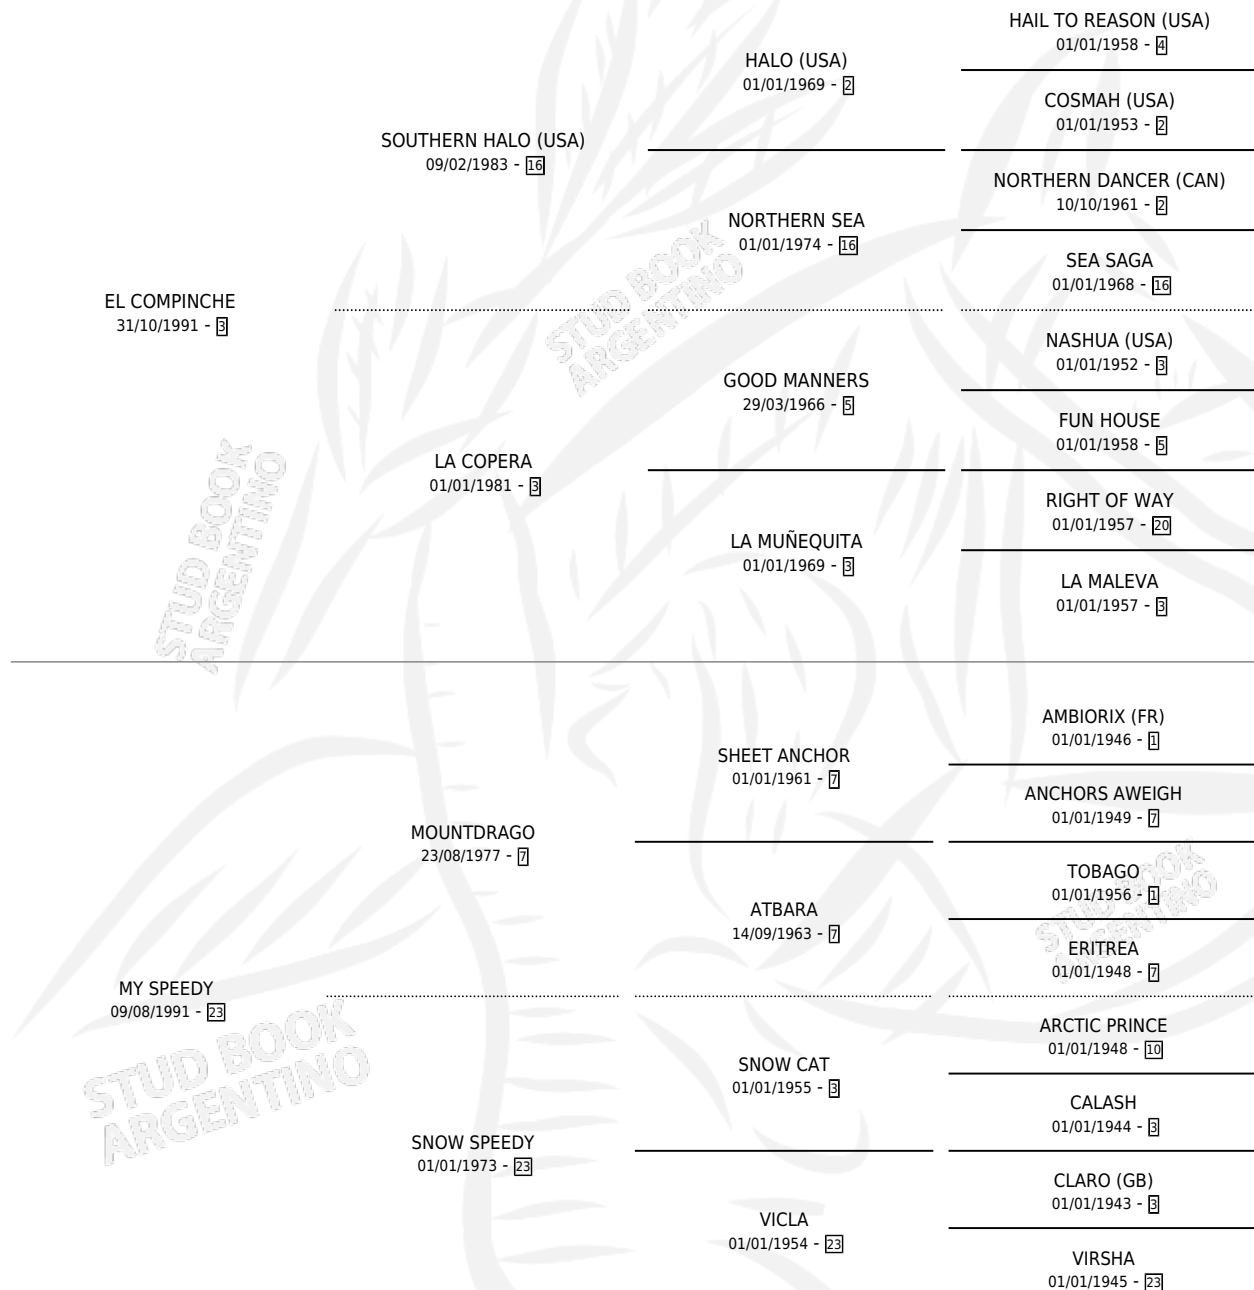 HAIL TO REASON (USA)
01/01/1958 - 4
HALO (USA)
01/01/1969 - 2
COSMAH (USA)
01/01/1953 - 2
SOUTHERN HALO (USA)
09/02/1983 - 16
NORTHERN DANCER (CAN)
10/10/1961 - 2
NORTHERN SEA
01/01/1974 - 16
SEA SAGA
01/01/1968 - 16
EL COMPINCHE
31/10/1991 - 3
NASHUA (USA)
01/01/1952 - 3
GOOD MANNERS
29/03/1966 - 5
FUN HOUSE
01/01/1958 - 5
LA COPERA
01/01/1981 - 3
RIGHT OF WAY
01/01/1957 - 20
LA MUÑEQUITA
01/01/1969 - 3
LA MALEVA
01/01/1957 - 3
AMBIORIX (FR)
01/01/1946 - 1
SHEET ANCHOR
01/01/1961 - 7
ANCHORS AWEIGH
01/01/1949 - 7
MOUNTDRAGO
23/08/1977 - 7
TOBAGO
01/01/1956 - 1
ATBARA
14/09/1963 - 7
ERITREA
01/01/1948 - 7
MY SPEEDY
09/08/1991 - 23
ARCTIC PRINCE
01/01/1948 - 10
SNOW CAT
01/01/1955 - 3
CALASH
01/01/1944 - 3
SNOW SPEEDY
01/01/1973 - 23
CLARO (GB)
01/01/1943 - 3
VICLA
01/01/1954 - 23
VIRSHA
01/01/1945 - 23
STUD BOOK
ARGENTINO
STUD BOOK
ARGENTINO
STUD BOOK
ARGENTINO
STUD BOOK
ARGENTINO